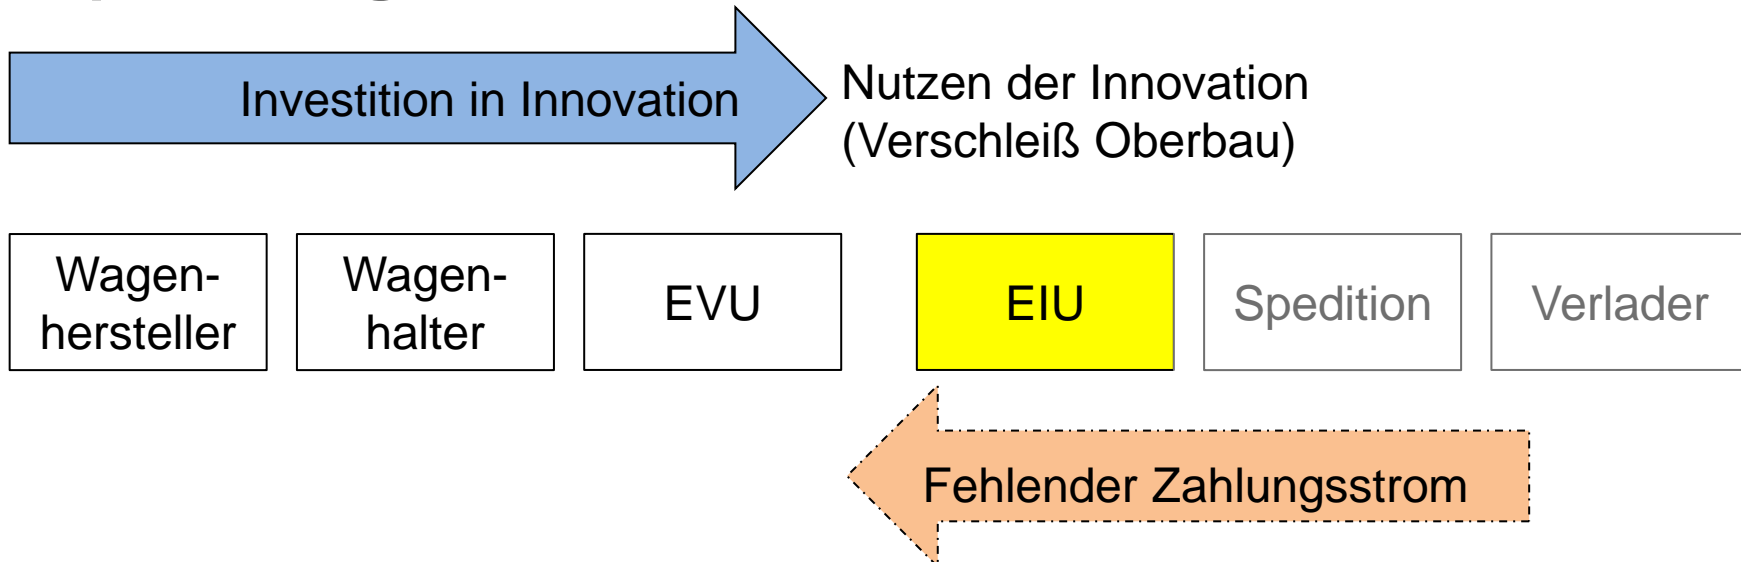 Investition in Innovation
Nutzen der Innovation
(Verschleiß Oberbau)
Wagen-
hersteller
Wagen-
halter
EVU
EIU
Spedition
Verlader
Fehlender Zahlungsstrom